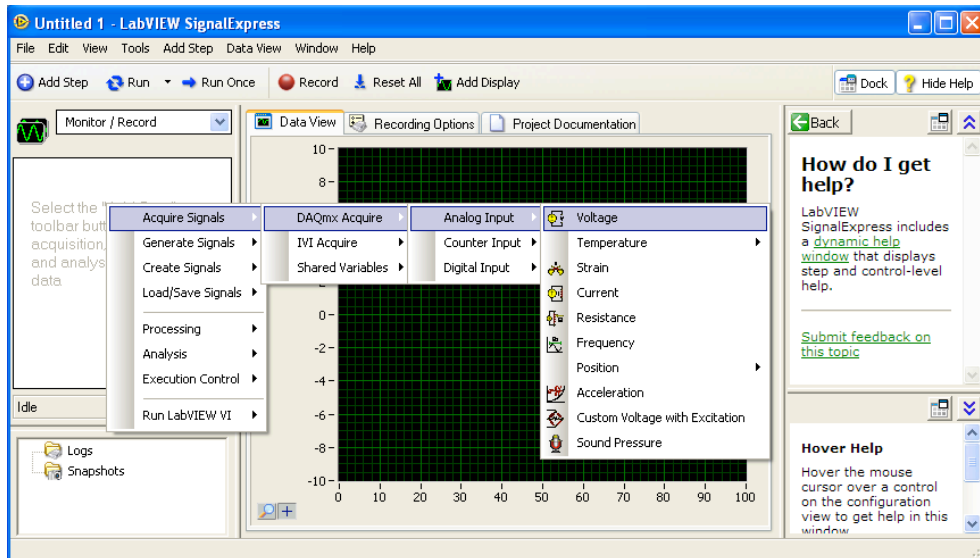 Untitled 1 - LabVIEW SignalExpress
File Edit View Tools Add Step Data View Window Help
Add Step Run Run Once Record Reset All Add Display Dock Hide Help
Monitor / Record
Data View Recording Options Project Documentation
Back
Select the "
toolbar butt
acquisition,
and analys
data
Acquire Signals
Generate Signals
Create Signals
Load/Save Signals
Processing
Analysis
Execution Control
Run LabVIEW VI
DAQmx Acquire
IVI Acquire
Shared Variables
Analog Input
Counter Input
Digital Input
Voltage
Temperature
Strain
Current
Resistance
Frequency
Position
Acceleration
Custom Voltage with Excitation
Sound Pressure
10
8
0
-2
-4
-6
-8
-10
0 10 20 30 40 50 60 70 80 90 100
Idle
Logs
Snapshots
How do I get
help?
LabVIEW
SignalExpress includes
a dynamic help
window that displays
step and control-level
help.
Submit feedback on
this topic
Hover Help
Hover the mouse
cursor over a control
on the configuration
view to get help in this
window